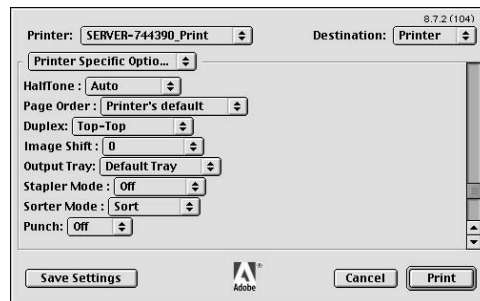 8.7.2 (104)
Printer: SERVER-744390_Print Destination: Printer
Printer Specific Optio...
HalfTone : Auto
Page Order : Printer's default
Duplex: Top-Top
Image Shift : 0
Output Tray: Default Tray
Stapler Mode : Off
Sorter Mode : Sort
Punch: Off
Save Settings Adobe Cancel Print